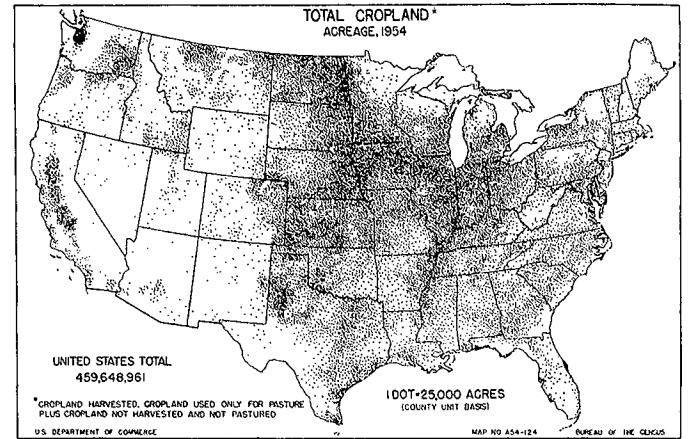 TOTAL CROPLAND*
ACREAGE, 1954
UNITED STATES TOTAL
459,648,961
*CROPLAND HARVESTED, CROPLAND USED ONLY FOR PASTURE
PLUS CROPLAND NOT HARVESTED AND NOT PASTURED
1 DOT=25,000 ACRES
(COUNTY UNIT BASIS)
U.S. DEPARTMENT OF COMMERCE
MAP NO A54-124
BUREAU OF THE CENSUS